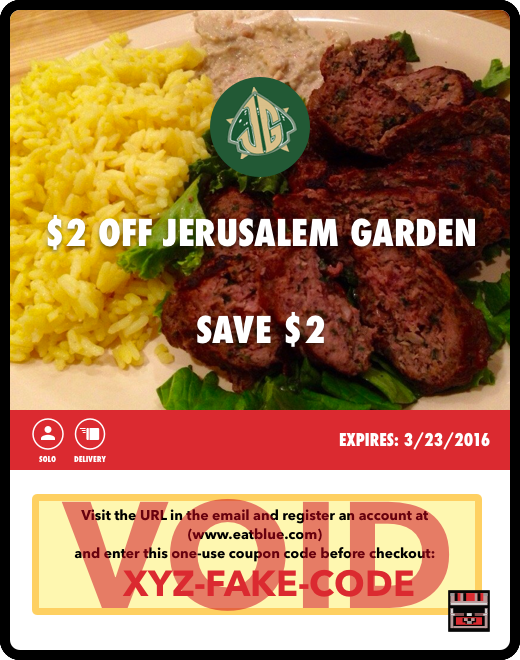 JG
$2 OFF JERUSALEM GARDEN
SAVE $2
SOLO
DELIVERY
EXPIRES: 3/23/2016
VOID
Visit the URL in the email and register an account at
(www.eatblue.com)
and enter this one-use coupon code before checkout:
XYZ-FAKE-CODE